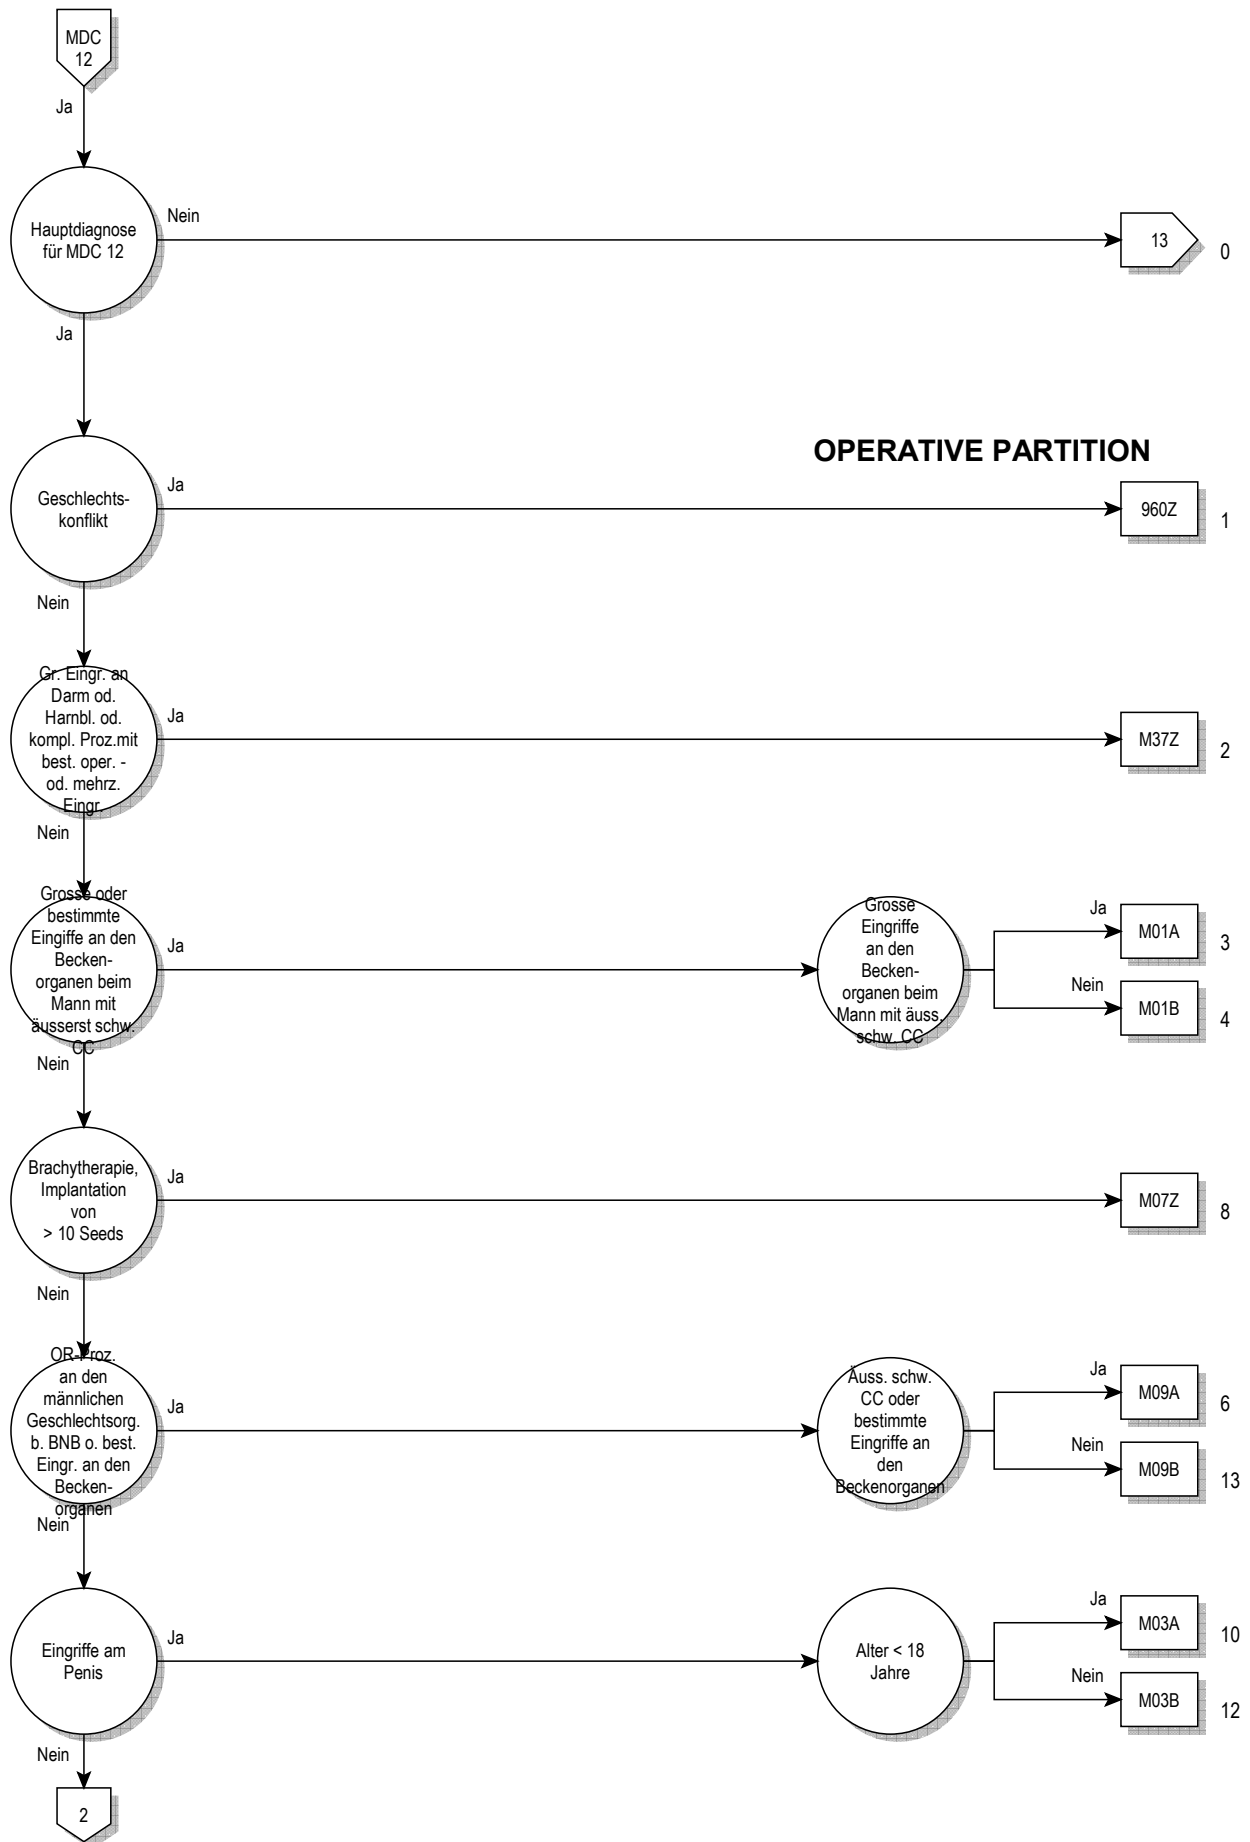 MDC
12
Ja
Hauptdiagnose
für MDC 12
Nein
13
0
Ja
OPERATIVE PARTITION
Geschlechts-
konflikt
Ja
960Z
1
Nein
Gr. Eingr. an
Darm od.
Harnbl. od.
kompl. Proz.mit
best. oper. -
od. mehrz.
Eingr.
Ja
M37Z
2
Nein
Grosse oder
bestimmte
Eingiffe an den
Becken-
organen beim
Mann mit
äusserst schw.
CC
Ja
Grosse
Eingriffe
an den
Becken-
organen beim
Mann mit äuss.
schw. CC
Ja
M01A
3
Nein
M01B
4
Nein
Brachytherapie,
Implantation
von
> 10 Seeds
Ja
M07Z
8
Nein
OR-Proz.
an den
männlichen
Geschlechtsorg.
b. BNB o. best.
Eingr. an den
Becken-
organen
Ja
Äuss. schw.
CC oder
bestimmte
Eingriffe an
den
Beckenorganen
Ja
M09A
6
Nein
M09B
13
Nein
Eingriffe am
Penis
Ja
Alter < 18
Jahre
Ja
M03A
10
Nein
M03B
12
Nein
2